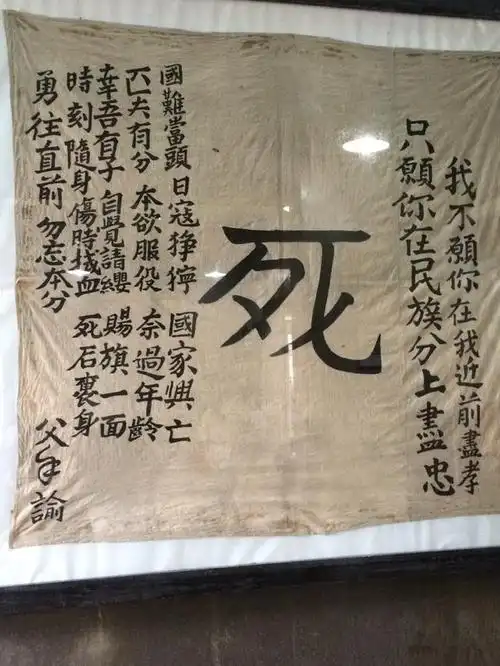 我不願你在我近前盡孝
只願你在民族分上盡忠
死
國難當頭 日寇猙獰 國家興亡
匹夫有分 本欲服役 奈過年齡
幸吾有子 自覺請纓 賜旗一面
時刻隨身 傷時拭血 死后裹身
勇往直前 勿忘本分
父手諭